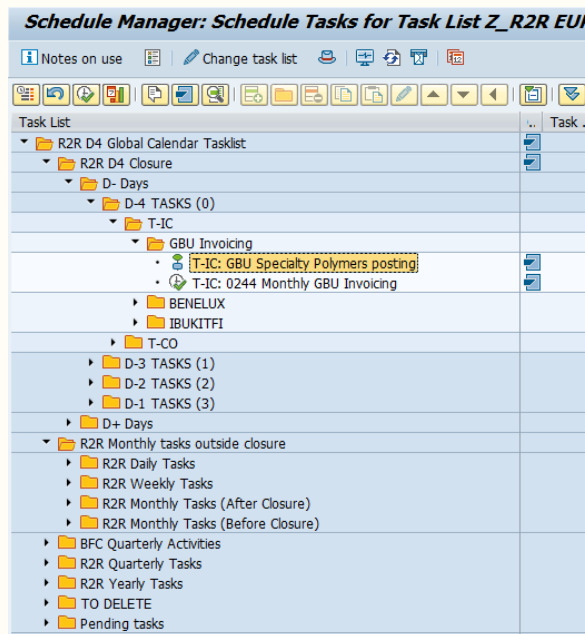 Schedule Manager: Schedule Tasks for Task List Z_R2R EU
Notes on use Change task list
Task List .. Task .
R2R D4 Global Calendar Tasklist
R2R D4 Closure
D- Days
D-4 TASKS (0)
T-IC
GBU Invoicing
T-IC: GBU Specialty Polymers posting
T-IC: 0244 Monthly GBU Invoicing
BENELUX
IBUKITFI
T-CO
D-3 TASKS (1)
D-2 TASKS (2)
D-1 TASKS (3)
D+ Days
R2R Monthly tasks outside closure
R2R Daily Tasks
R2R Weekly Tasks
R2R Monthly Tasks (After Closure)
R2R Monthly Tasks (Before Closure)
BFC Quarterly Activities
R2R Quarterly Tasks
R2R Yearly Tasks
TO DELETE
Pending tasks